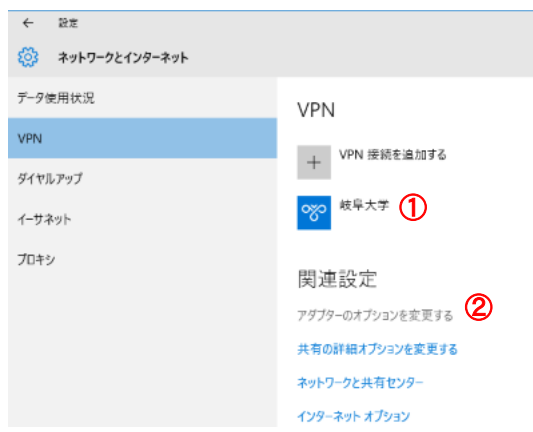 ← 設定
ネットワークとインターネット
データ使用状況
VPN
ダイヤルアップ
イーサネット
プロキシ
VPN
+ VPN 接続を追加する
岐阜大学 ①
関連設定
アダプターのオプションを変更する ②
共有の詳細オプションを変更する
ネットワークと共有センター
インターネット オプション